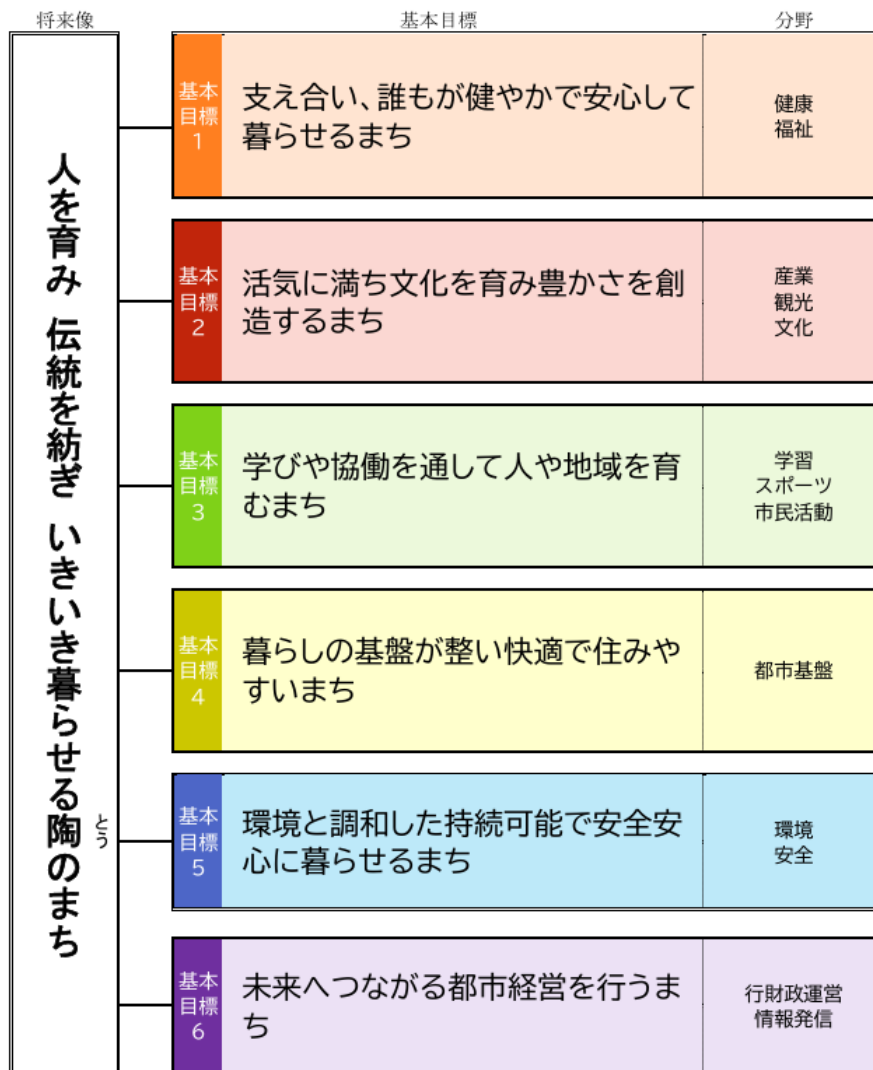 将来像
基本目標
分野
人を育み 伝統を紡ぎ いきいき暮らせる陶のまち
とう
基本
目標
1
支え合い、誰もが健やかで安心して
暮らせるまち
健康
福祉
基本
目標
2
活気に満ち文化を育み豊かさを創
造するまち
産業
観光
文化
基本
目標
3
学びや協働を通して人や地域を育
むまち
学習
スポーツ
市民活動
基本
目標
4
暮らしの基盤が整い快適で住みや
すいまち
都市基盤
基本
目標
5
環境と調和した持続可能で安全安
心に暮らせるまち
環境
安全
基本
目標
6
未来へつながる都市経営を行うま
ち
行財政運営
情報発信